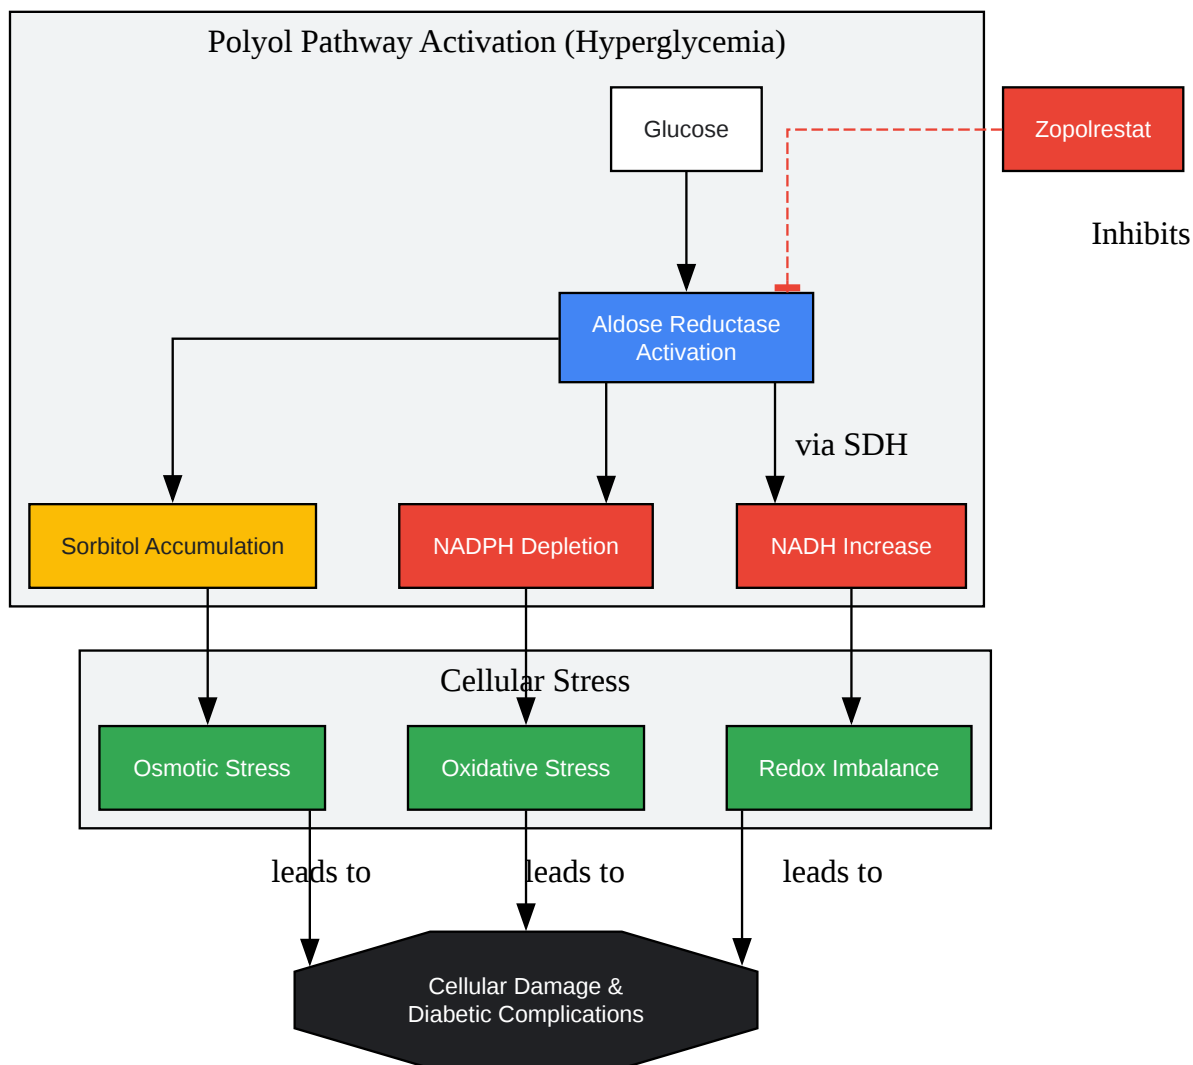 Polyol Pathway Activation (Hyperglycemia)
Glucose
Zopolrestat
Inhibits
Aldose Reductase
Activation
via SDH
Sorbitol Accumulation
NADPH Depletion
NADH Increase
Cellular Stress
Osmotic Stress
Oxidative Stress
Redox Imbalance
leads to
leads to
leads to
Cellular Damage &
Diabetic Complications